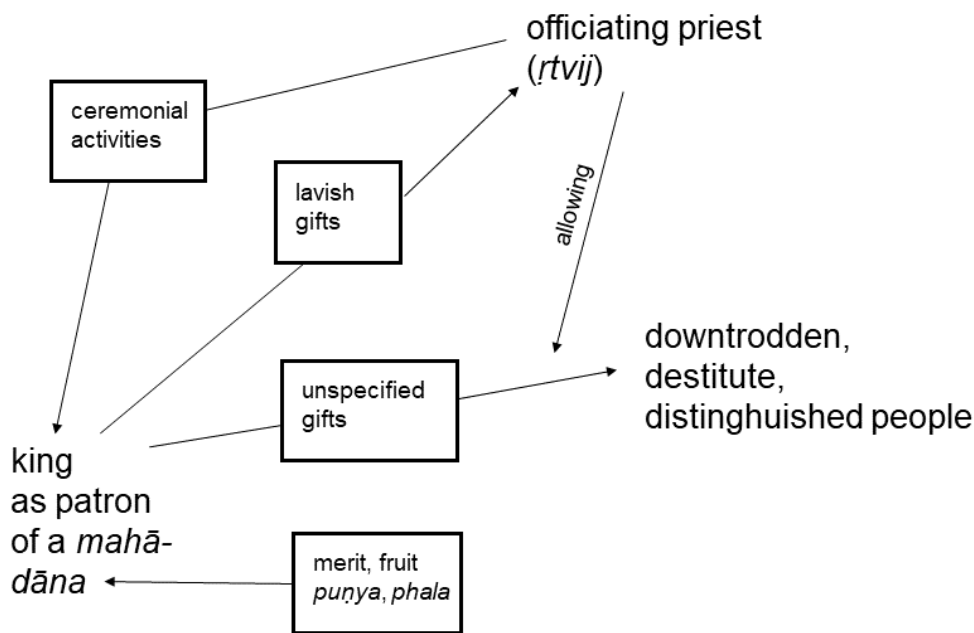 officiating priest
(ṛtvij)
ceremonial
activities
lavish
gifts
allowing
downtrodden,
destitute,
distinghuished people
unspecified
gifts
king
as patron
of a mahā-
dāna
merit, fruit
puṇya, phala